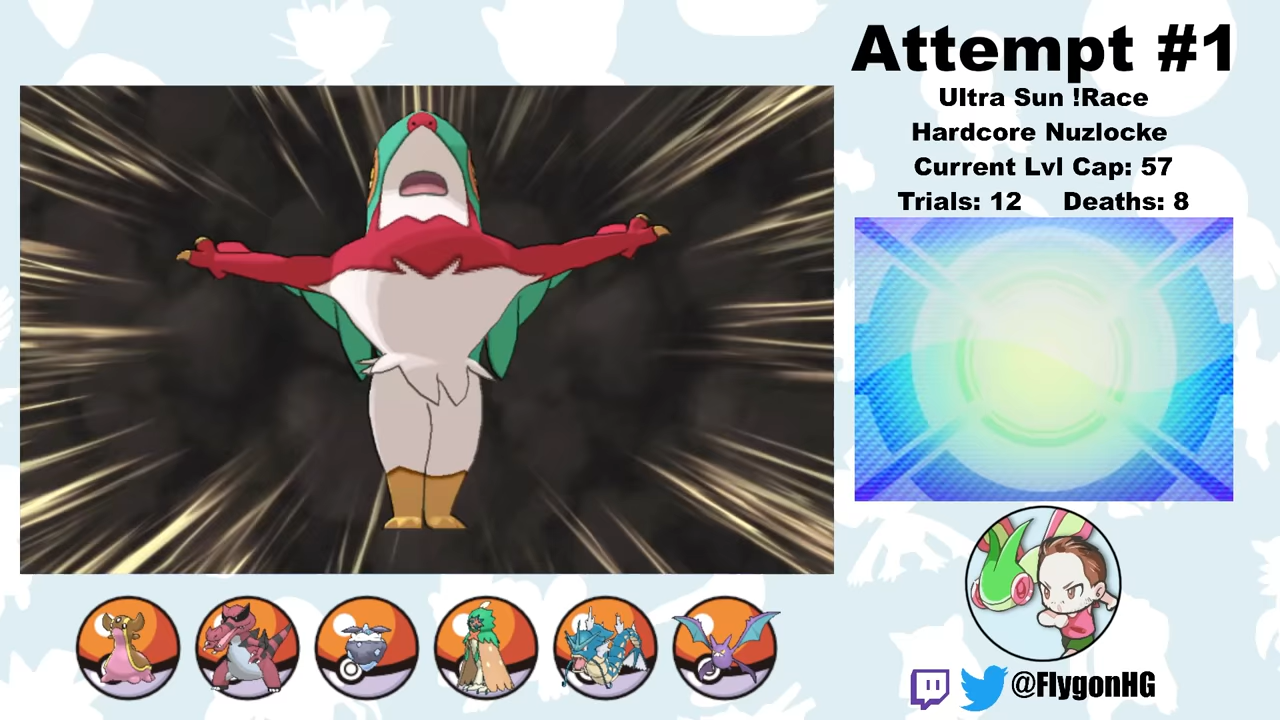 Attempt #1
Ultra Sun !Race
Hardcore Nuzlocke
Current Lvl Cap: 57
Trials: 12 Deaths: 8
@FlygonHG